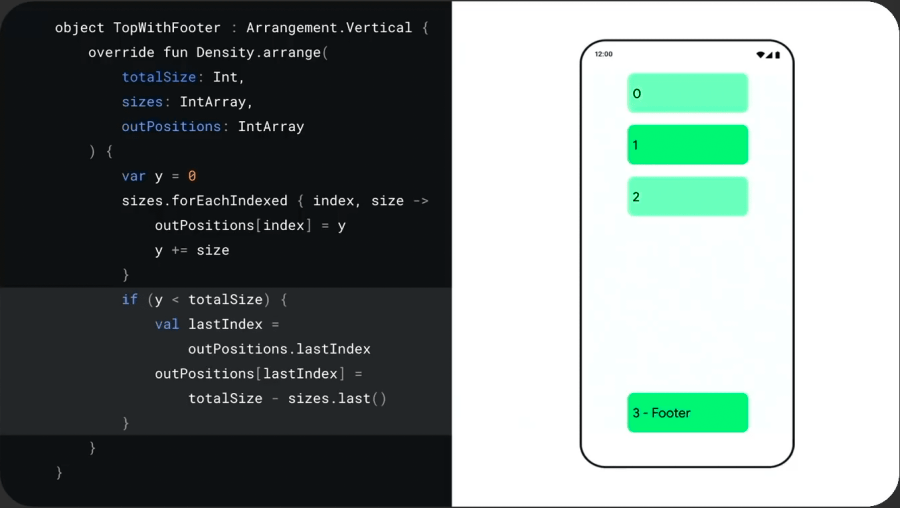 object TopWithFooter : Arrangement.Vertical {
    override fun Density.arrange(
        totalSize: Int,
        sizes: IntArray,
        outPositions: IntArray
    ) {
        var y = 0
        sizes.forEachIndexed { index, size ->
            outPositions[index] = y
            y += size
        }
        if (y < totalSize) {
            val lastIndex =
                outPositions.lastIndex
            outPositions[lastIndex] =
                totalSize - sizes.last()
        }
    }
}
12:00
0
1
2
3 - Footer